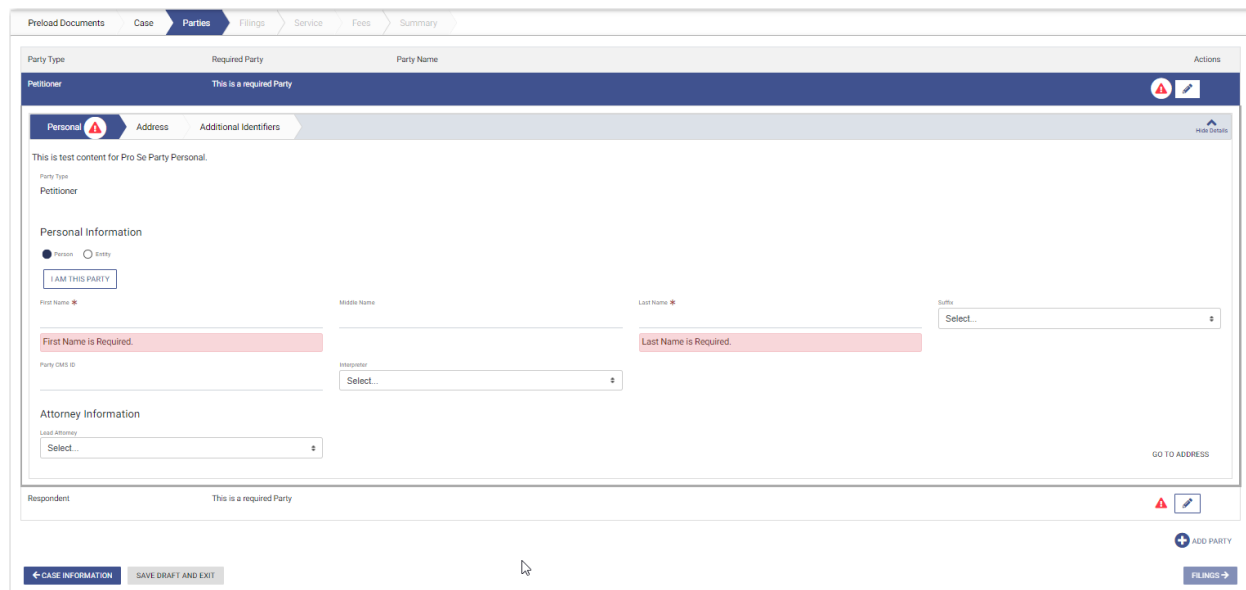 Preload Documents Case Parties Filings Service Fees Summary
Party Type Required Party Party Name Actions
Petitioner This is a required Party
Personal Address Additional Identifiers Hide Details
This is test content for Pro Se Party Personal.
Party Type
Petitioner
Personal Information
Person Entity
I AM THIS PARTY
First Name * Middle Name Last Name * Suffix
Select...
First Name is Required. Last Name is Required.
Party CMS ID Interpreter
Select...
Attorney Information
Lead Attorney
Select...
GO TO ADDRESS
Respondent This is a required Party
ADD PARTY
CASE INFORMATION SAVE DRAFT AND EXIT FILINGS